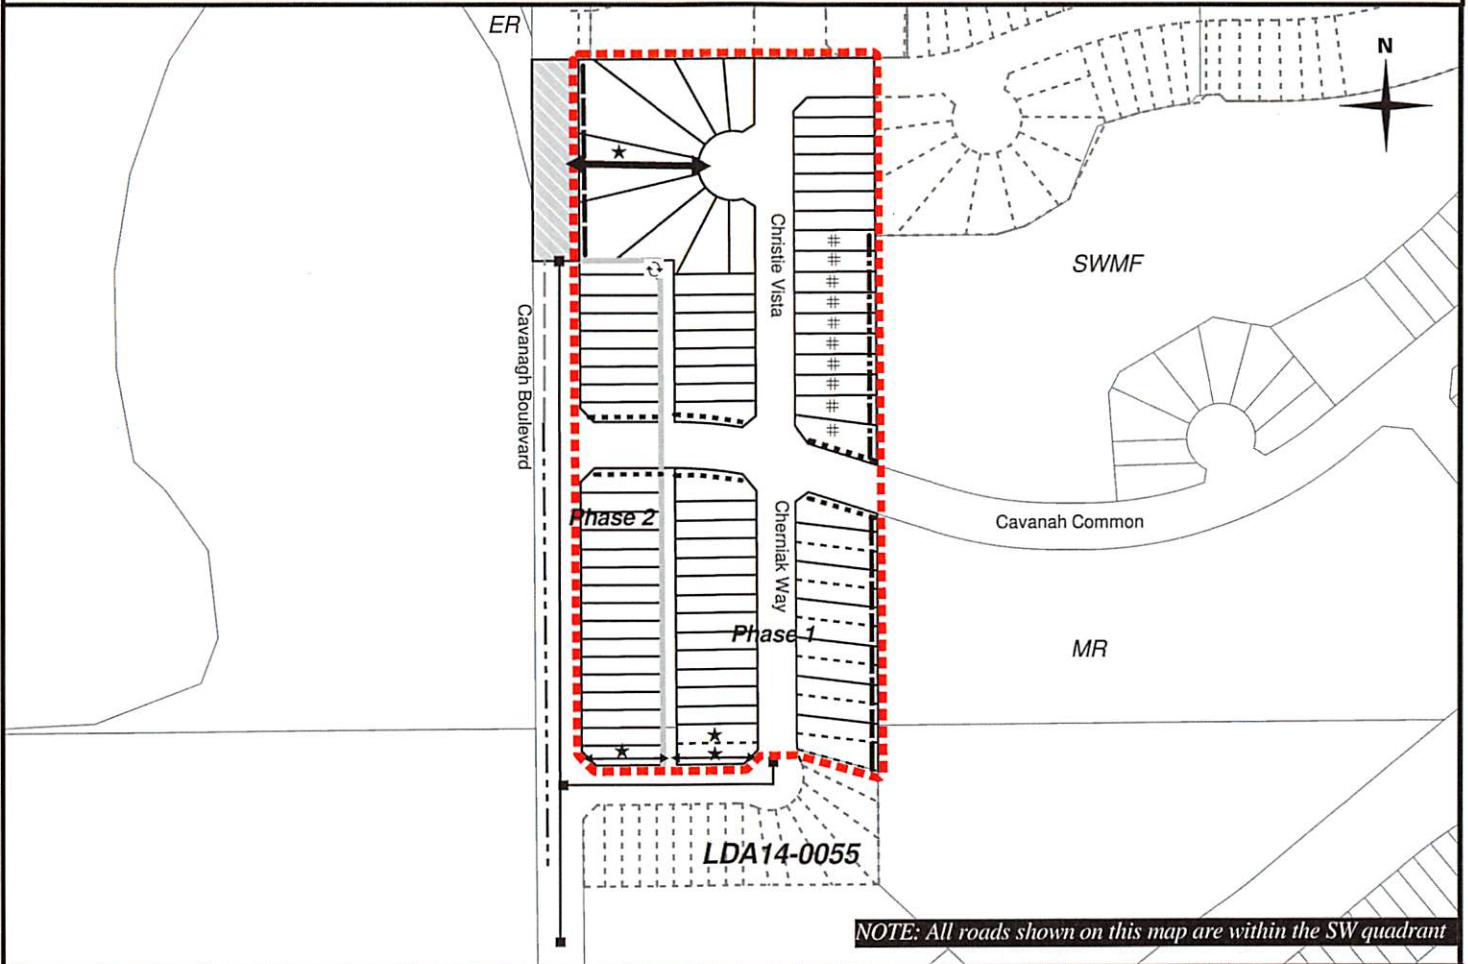 ER
N
Christie Vista
SWMF
Cavanagh Boulevard
Phase 2
Cherniak Way
Cavanah Common
Phase 1
MR
LDA14-0055
NOTE: All roads shown on this map are within the SW quadrant